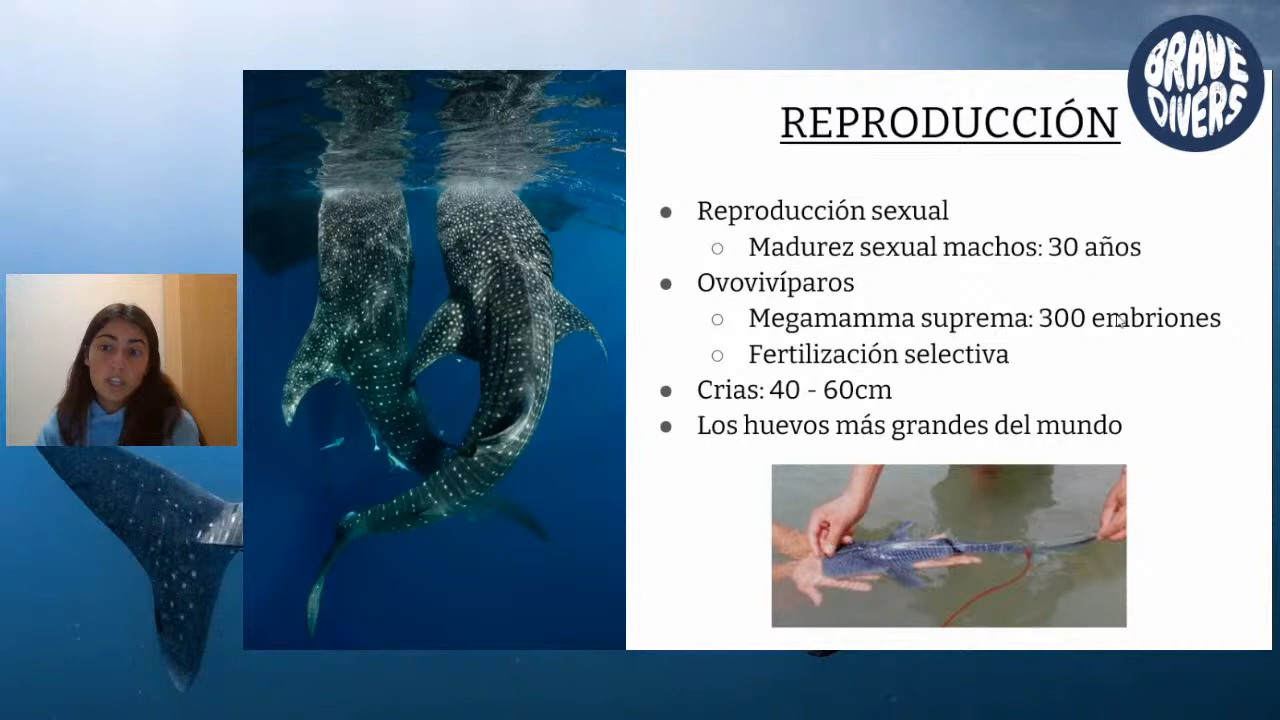 BRAVE
DIVERS
REPRODUCCIÓN
Reproducción sexual
Madurez sexual machos: 30 años
Ovovivíparos
Megamamma suprema: 300 embriones
Fertilización selectiva
Crias: 40 - 60cm
Los huevos más grandes del mundo